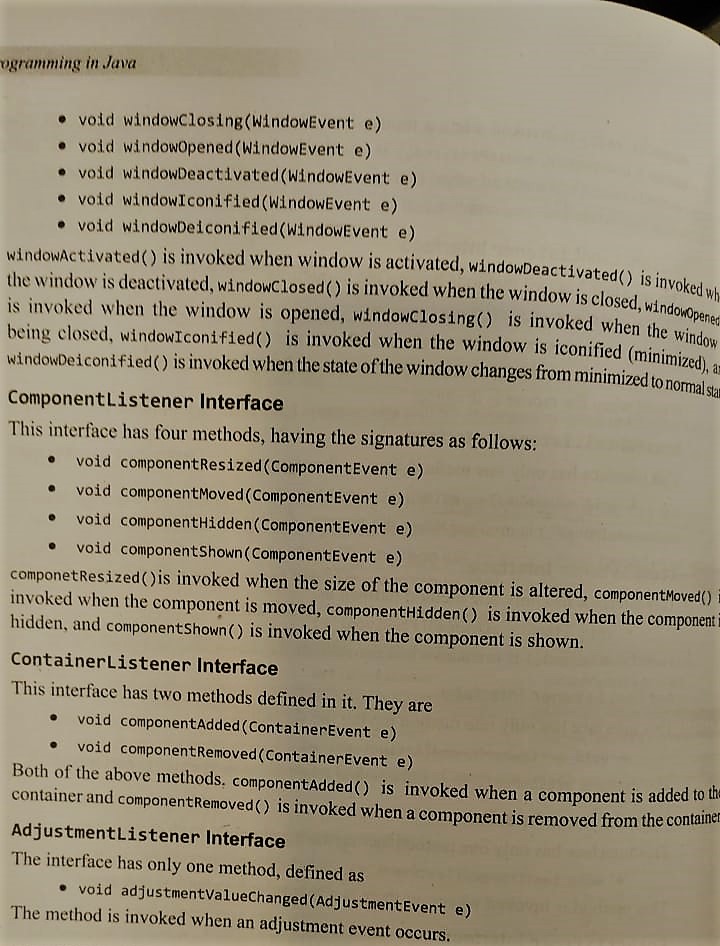 ogramming in Java
• void windowClosing(WindowEvent e)
• void windowOpened(WindowEvent e)
• void windowDeactivated(WindowEvent e)
• void windowIconified(WindowEvent e)
• void windowDeiconified(WindowEvent e)
windowActivated() is invoked when window is activated, windowDeactivated() is invoked wh
the window is deactivated, windowClosed() is invoked when the window is closed, windowOpened
is invoked when the window is opened, windowClosing() is invoked when the window
being closed, windowIconified() is invoked when the window is iconified (minimized), a
windowDeiconified() is invoked when the state of the window changes from minimized to normal sta
ComponentListener Interface
This interface has four methods, having the signatures as follows:
• void componentResized(ComponentEvent e)
• void componentMoved(ComponentEvent e)
• void componentHidden(ComponentEvent e)
• void componentShown(ComponentEvent e)
componetResized()is invoked when the size of the component is altered, componentMoved() i
invoked when the component is moved, componentHidden() is invoked when the component i
hidden, and componentShown() is invoked when the component is shown.
ContainerListener Interface
This interface has two methods defined in it. They are
• void componentAdded(ContainerEvent e)
• void componentRemoved(ContainerEvent e)
Both of the above methods. componentAdded() is invoked when a component is added to the
container and componentRemoved() is invoked when a component is removed from the container
AdjustmentListener Interface
The interface has only one method, defined as
• void adjustmentValueChanged(AdjustmentEvent e)
The method is invoked when an adjustment event occurs.